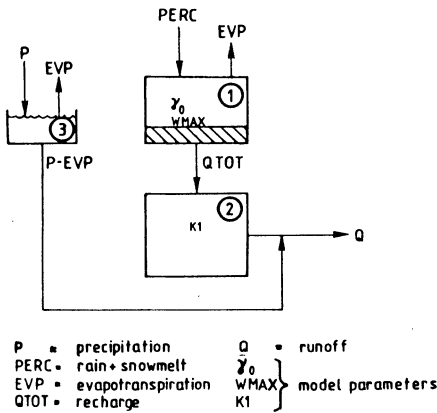 PERC
P
EVP
EVP
1
γ0
WMAX
3
P-EVP
QTOT
2
K1
Q
P = precipitation
PERC = rain + snowmelt
EVP = evapotranspiration
QTOT = recharge
Q = runoff
γ0
WMAX } model parameters
K1